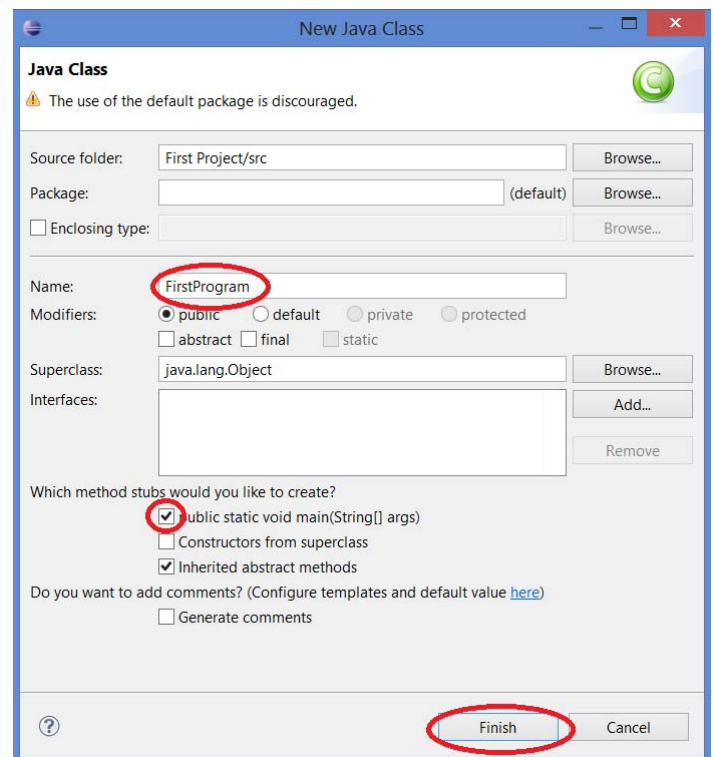 New Java Class
Java Class
The use of the default package is discouraged.
Source folder: First Project/src Browse...
Package: (default) Browse...
Enclosing type: Browse...
Name: FirstProgram
Modifiers: public default private protected
abstract final static
Superclass: java.lang.Object Browse...
Interfaces: Add...
Remove
Which method stubs would you like to create?
public static void main(String[] args)
Constructors from superclass
Inherited abstract methods
Do you want to add comments? (Configure templates and default value here)
Generate comments
? Finish Cancel